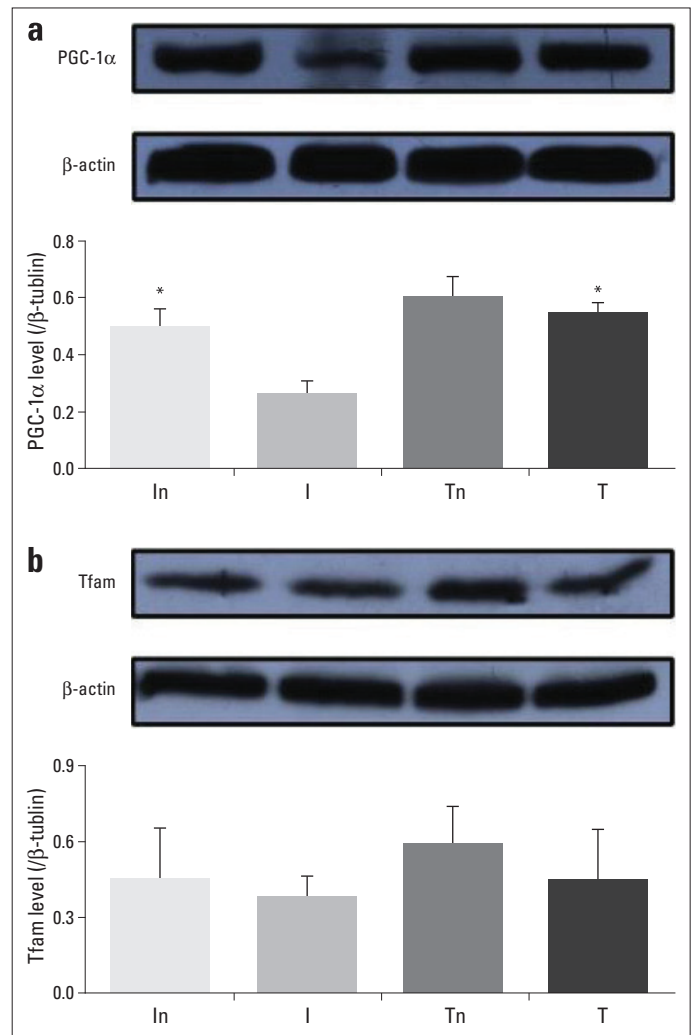 a
PGC-1α
β-actin
PGC-1α level (/β-tublin)
0.8
0.6
0.4
0.2
0.0
* *
In I Tn T
b
Tfam
β-actin
Tfam level (/β-tublin)
0.9
0.6
0.3
0.0
In I Tn T